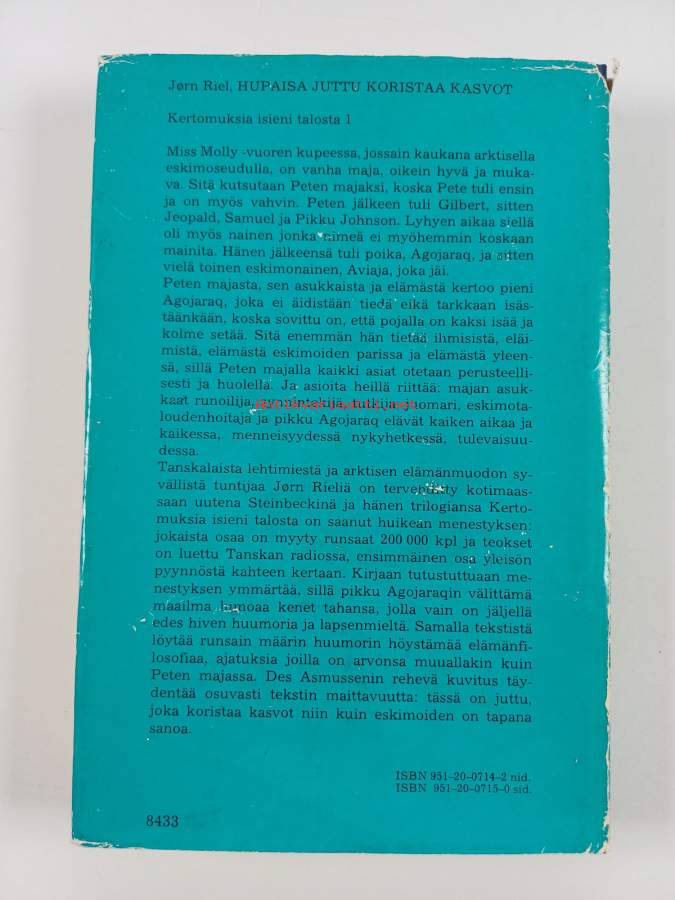 Jørn Riel, HUPAISA JUTTU KORISTAA KASVOT
Kertomuksia isieni talosta 1
Miss Molly -vuoren kupeessa, jossain kaukana arktisella
eskimoseudulla, on vanha maja, oikein hyvä ja muka-
va. Sitä kutsutaan Peten majaksi, koska Pete tuli ensin
ja on myös vahvin. Peten jälkeen tuli Gilbert, sitten
Jeopald, Samuel ja Pikku Johnson. Lyhyen aikaa siellä
oli myös nainen jonka nimeä ei myöhemmin koskaan
mainita. Hänen jälkeensä tuli poika, Agojaraq, ja sitten
vielä toinen eskimonainen, Aviaja, joka jäi.
Peten majasta, sen asukkaista ja elämästä kertoo pieni
Agojaraq, joka ei äidistään tiedä eikä tarkkaan isäs-
täänkään, koska sovittu on, että pojalla on kaksi isää ja
kolme setää. Sitä enemmän hän tietää ihmisistä, eläi-
mistä, elämästä eskimoiden parissa ja elämästä yleen-
sä, sillä Peten majalla kaikki asiat otetaan perusteelli-
sesti ja huolella. Ja asioita heillä riittää: majan asuk-
kaat runoilija, juomari, eskimota-
loudenhoitaja ja pikku Agojaraq elävät kaiken aikaa ja
kaikessa, menneisyydessä nykyhetkessä, tulevaisuu-
dessa.
Tanskalaista lehtimiestä ja arktisen elämänmuodon sy-
vällistä tuntijaa Jørn Rieliä on tervehditty kotimaas-
saan uutena Steinbeckinä ja hänen trilogiansa Kerto-
muksia isieni talosta on saanut huikean menestyksen:
jokaista osaa on myyty runsaat 200 000 kpl ja teokset
on luettu Tanskan radiossa, ensimmäinen osa yleisön
pyynnöstä kahteen kertaan. Kirjaan tutustuttuaan me-
nestyksen ymmärtää, sillä pikku Agojaraqin välittämä
maailma lumoaa kenet tahansa, jolla vain on jäljellä
edes hiven huumoria ja lapsenmieltä. Samalla tekstistä
löytää runsain määrin huumorin höystämää elämänfi-
losofiaa, ajatuksia joilla on arvonsa muuallakin kuin
Peten majassa. Des Asmussenin rehevä kuvitus täy-
dentää osuvasti tekstin maittavuutta: tässä on juttu,
joka koristaa kasvot niin kuin eskimoiden on tapana
sanoa.
ISBN 951-20-0714-2 nid.
ISBN 951-20-0715-0 sid.
8433